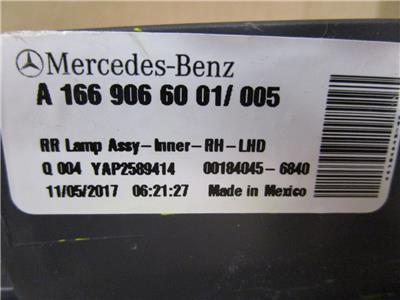 Mercedes-Benz
A 166 906 60 01/ 005
RR Lamp Assy-Inner-RH-LHD
Q 004 YAP2589414 00184045-6840
11/05/2017 06:21:27 Made in Mexico